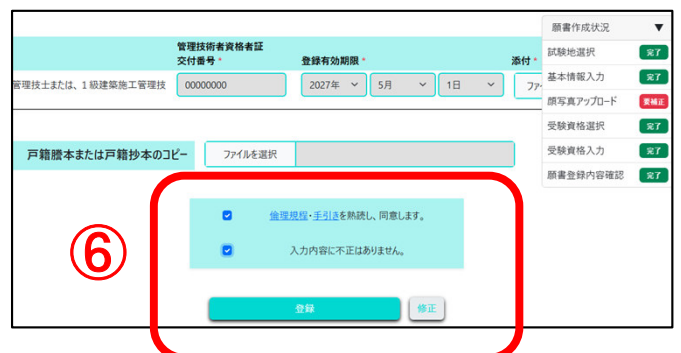 願書作成状況 ▼
試験地選択 完了
基本情報入力 完了
顔写真アップロード 要補正
受験資格選択 完了
受験資格入力 完了
願書登録内容確認 完了
管理技術者資格者証
交付番号 * 登録有効期限 * 添付 *
管理技士または、1級建築施工管理技 00000000 2027年 5月 1日 ファ
戸籍謄本または戸籍抄本のコピー ファイルを選択
倫理規程・手引きを熟読し、同意します。
⑥
入力内容に不正はありません。
登録 修正